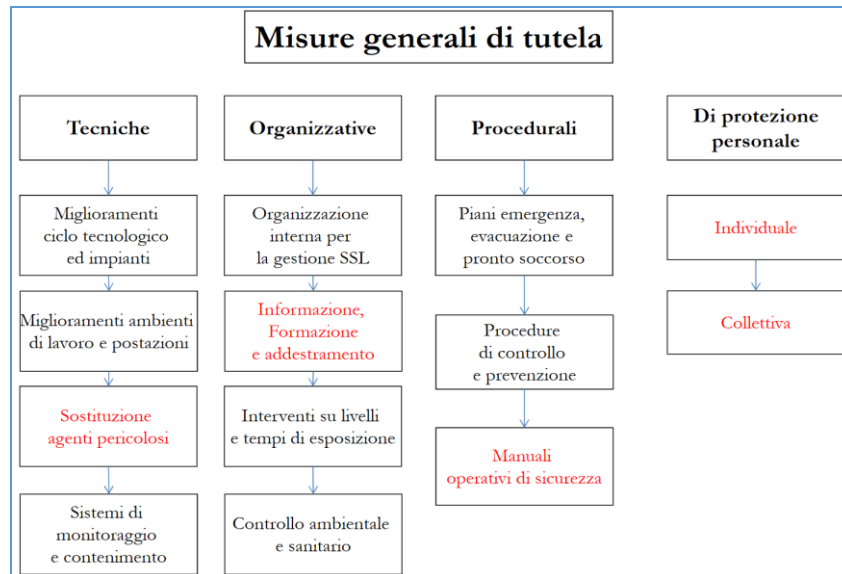 Misure generali di tutela
Tecniche
Miglioramenti
ciclo tecnologico
ed impianti
Miglioramenti ambienti
di lavoro e postazioni
Sostituzione
agenti pericolosi
Sistemi di
monitoraggio
e contenimento
Organizzative
Organizzazione
interna per
la gestione SSL
Informazione,
Formazione
e addestramento
Interventi su livelli
e tempi di esposizione
Controllo ambientale
e sanitario
Procedurali
Piani emergenza,
evacuazione e
pronto soccorso
Procedure
di controllo
e prevenzione
Manuali
operativi di sicurezza
Di protezione
personale
Individuale
Collettiva